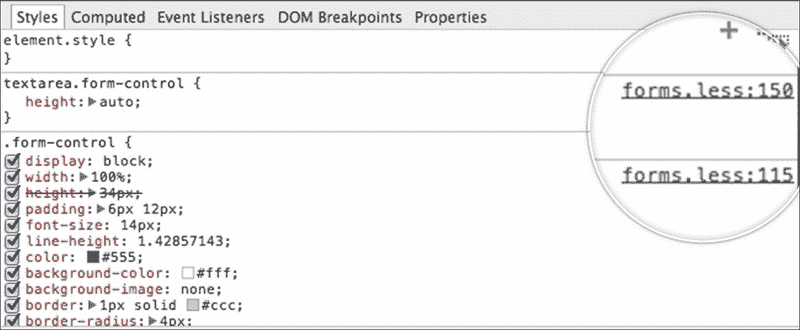 Styles Computed Event Listeners DOM Breakpoints Properties
element.style {
}
textarea.form-control { forms.less:150
height: auto;
}
.form-control { forms.less:115
display: block;
width: 100%;
height: 34px;
padding: 6px 12px;
font-size: 14px;
line-height: 1.42857143;
color: #555;
background-color: #fff;
background-image: none;
border: 1px solid #ccc;
border-radius: 4px;